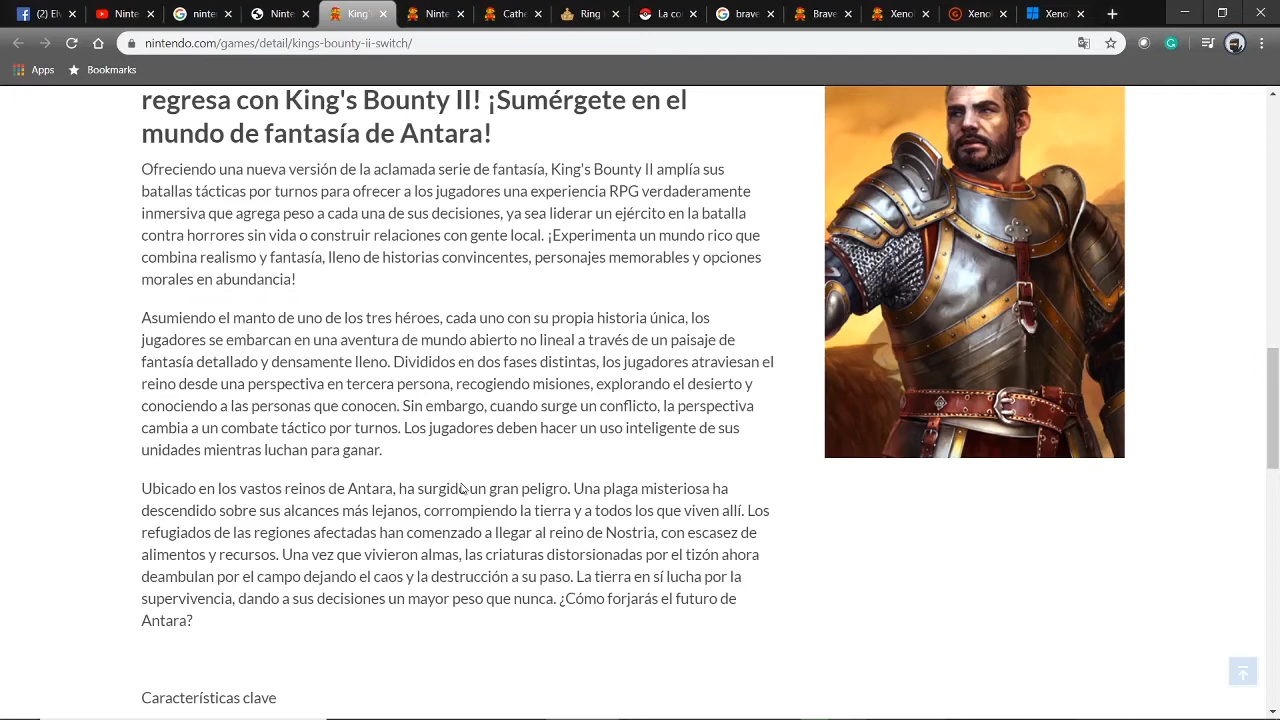 (2) El
Ninte
ninte
Ninte
King'
Ninte
Cathe
Ring
La co
brave
Brave
Xenol
Xenol
Xenol
nintendo.com/games/detail/kings-bounty-ii-switch/
Apps Bookmarks
regresa con King's Bounty II! ¡Sumérgete en el
mundo de fantasía de Antara!
Ofreciendo una nueva versión de la aclamada serie de fantasía, King's Bounty II amplía sus
batallas tácticas por turnos para ofrecer a los jugadores una experiencia RPG verdaderamente
inmersiva que agrega peso a cada una de sus decisiones, ya sea liderar un ejército en la batalla
contra horrores sin vida o construir relaciones con gente local. ¡Experimenta un mundo rico que
combina realismo y fantasía, lleno de historias convincentes, personajes memorables y opciones
morales en abundancia!
Asumiendo el manto de uno de los tres héroes, cada uno con su propia historia única, los
jugadores se embarcan en una aventura de mundo abierto no lineal a través de un paisaje de
fantasía detallado y densamente lleno. Divididos en dos fases distintas, los jugadores atraviesan el
reino desde una perspectiva en tercera persona, recogiendo misiones, explorando el desierto y
conociendo a las personas que conocen. Sin embargo, cuando surge un conflicto, la perspectiva
cambia a un combate táctico por turnos. Los jugadores deben hacer un uso inteligente de sus
unidades mientras luchan para ganar.
Ubicado en los vastos reinos de Antara, ha surgido un gran peligro. Una plaga misteriosa ha
descendido sobre sus alcances más lejanos, corrompiendo la tierra y a todos los que viven allí. Los
refugiados de las regiones afectadas han comenzado a llegar al reino de Nostria, con escasez de
alimentos y recursos. Una vez que vivieron almas, las criaturas distorsionadas por el tizón ahora
deambulan por el campo dejando el caos y la destrucción a su paso. La tierra en sí lucha por la
supervivencia, dando a sus decisiones un mayor peso que nunca. ¿Cómo forjarás el futuro de
Antara?
Características clave